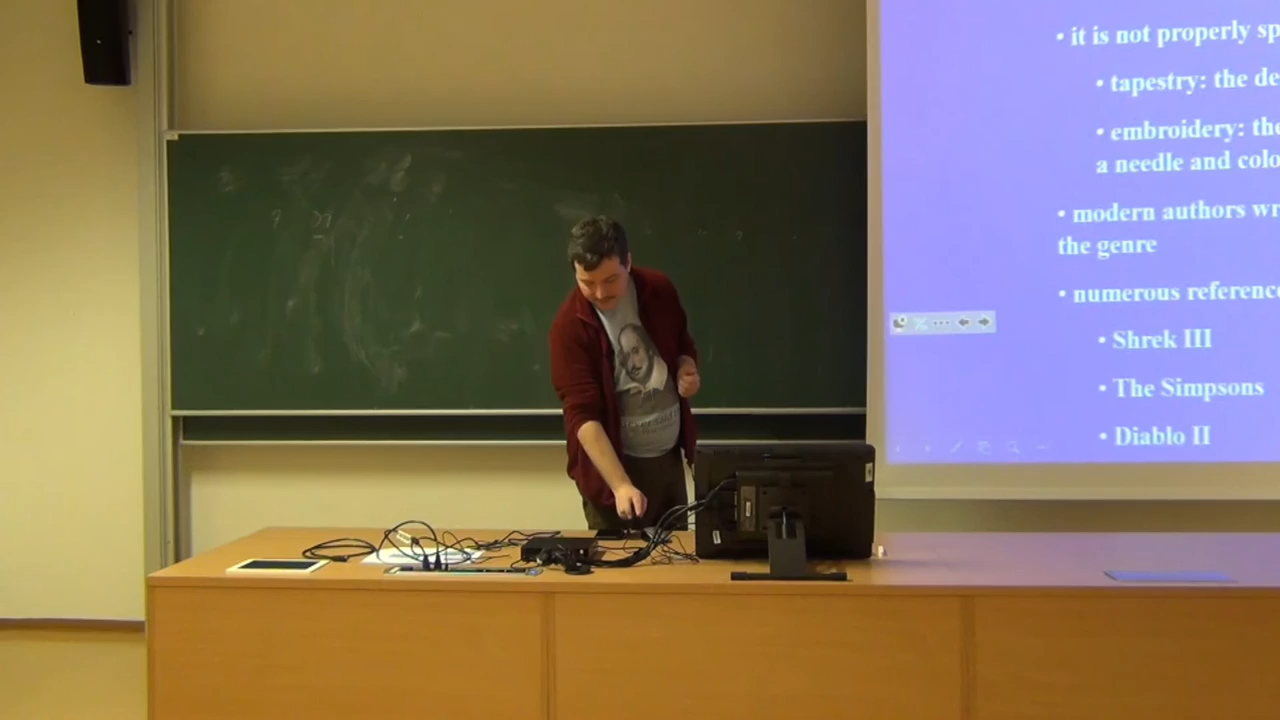 • it is not properly sp
• tapestry: the de
• embroidery: the
a needle and colo
• modern authors wr
the genre
• numerous reference
• Shrek III
• The Simpsons
• Diablo II